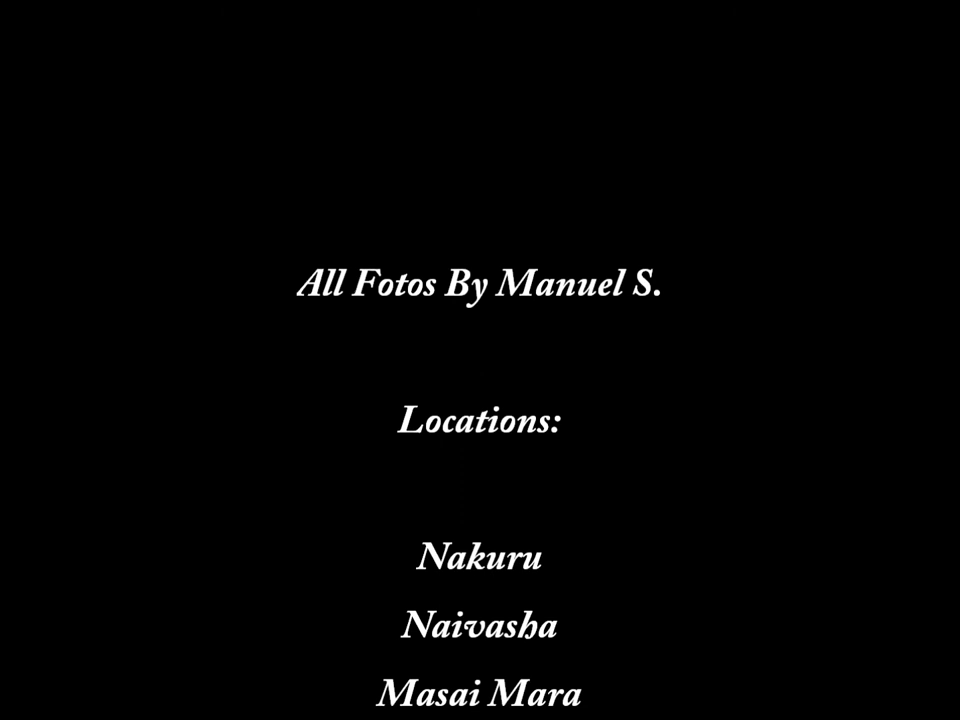 All Fotos By Manuel S.
Locations:
Nakuru
Naivasha
Masai Mara